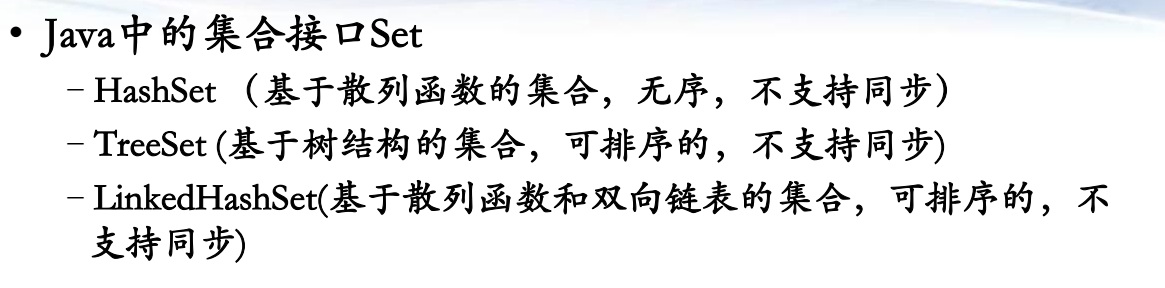 • Java中的集合接口Set
– HashSet （基于散列函数的集合，无序，不支持同步）
– TreeSet (基于树结构的集合，可排序的，不支持同步)
– LinkedHashSet(基于散列函数和双向链表的集合，可排序的，不
支持同步)